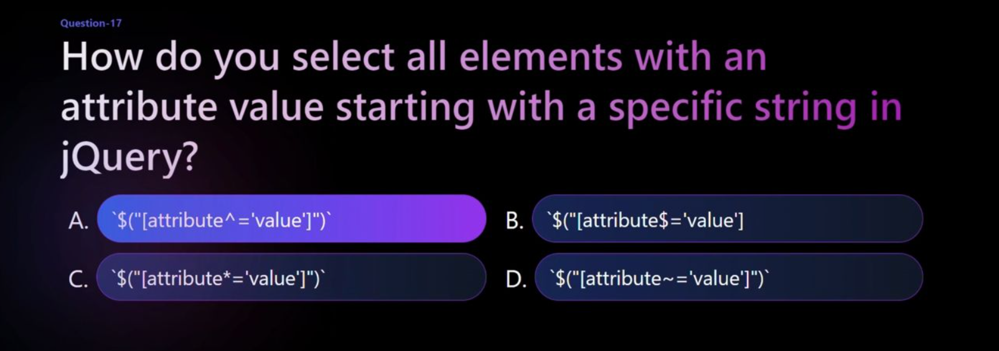 Question-17
How do you select all elements with an
attribute value starting with a specific string in
jQuery?
A. `$("[attribute^='value']")`
B. `$("[attribute$='value']
C. `$("[attribute*='value']")`
D. `$("[attribute~='value']")`